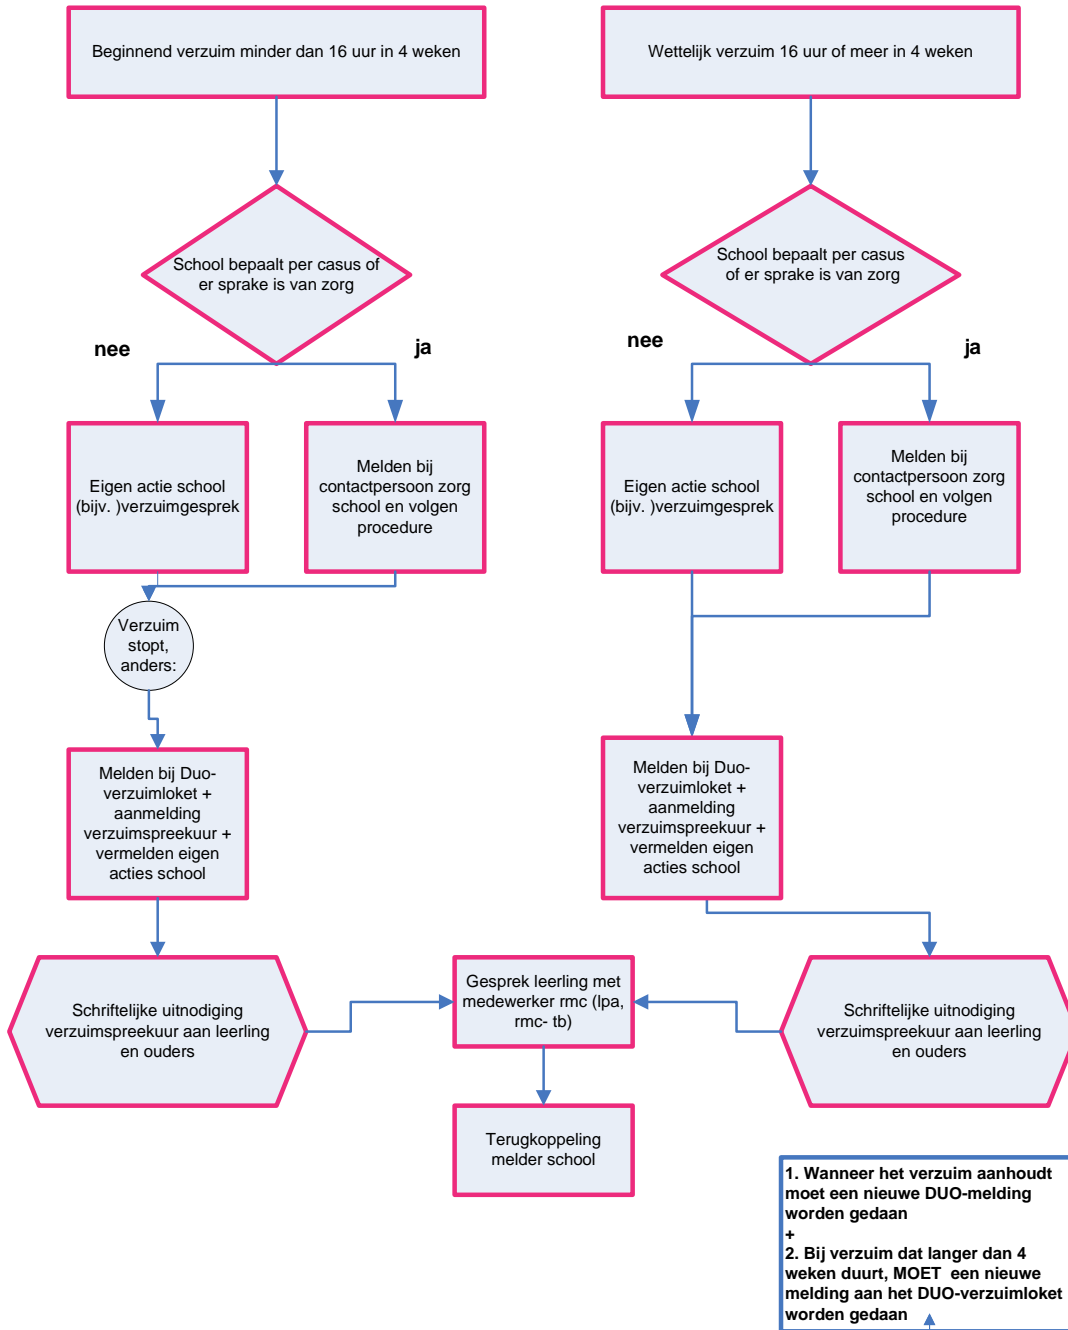 Beginnend verzuim minder dan 16 uur in 4 weken
Wettelijk verzuim 16 uur of meer in 4 weken
School bepaalt per casus of
er sprake is van zorg
School bepaalt per casus
of er sprake is van zorg
nee
ja
nee
ja
Eigen actie school
(bijv. )verzuimgesprek
Melden bij
contactpersoon zorg
school en volgen
procedure
Eigen actie school
(bijv. )verzuimgesprek
Melden bij
contactpersoon zorg
school en volgen
procedure
Verzuim
stopt,
anders:
Melden bij Duo-
verzuimloket +
aanmelding
verzuimspreekuur +
vermelden eigen
acties school
Melden bij Duo-
verzuimloket +
aanmelding
verzuimspreekuur +
vermelden eigen
acties school
Schriftelijke uitnodiging
verzuimspreekuur aan leerling
en ouders
Gesprek leerling met
medewerker rmc (lpa,
rmc- tb)
Schriftelijke uitnodiging
verzuimspreekuur aan leerling
en ouders
Terugkoppeling
melder school
1. Wanneer het verzuim aanhoudt
moet een nieuwe DUO-melding
worden gedaan
+
2. Bij verzuim dat langer dan 4
weken duurt, MOET  een nieuwe
melding aan het DUO-verzuimloket
worden gedaan